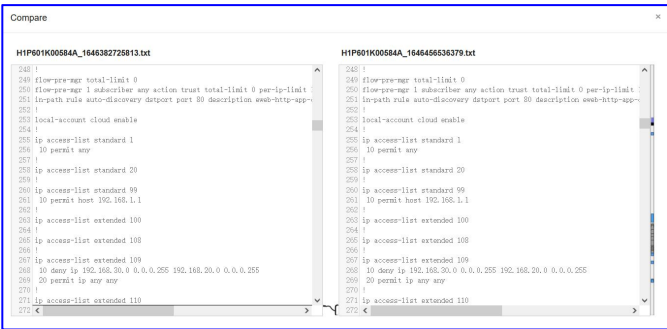 Compare
×
H1P601K00584A_1646382725813.txt
248 !
249 flow-pre-mgr total-limit 0
250 flow-pre-mgr 1 subscriber any action trust total-limit 0 per-ip-limit
251 in-path rule auto-discovery dstport port 80 description eweb-http-app-
252 !
253 local-account cloud enable
254 !
255 ip access-list standard 1
256 10 permit any
257 !
258 ip access-list standard 20
259 !
260 ip access-list standard 99
261 10 permit host 192.168.1.1
262 !
263 ip access-list extended 100
264 !
265 ip access-list extended 108
266 !
267 ip access-list extended 109
268 10 deny ip 192.168.30.0 0.0.0.255 192.168.20.0 0.0.0.255
269 20 permit ip any any
270 !
271 ip access-list extended 110
272
H1P601K00584A_1646456536379.txt
248 !
249 flow-pre-mgr total-limit 0
250 flow-pre-mgr 1 subscriber any action trust total-limit 0 per-ip-limit
251 in-path rule auto-discovery dstport port 80 description eweb-http-app-
252 !
253 local-account cloud enable
254 !
255 ip access-list standard 1
256 10 permit any
257 !
258 ip access-list standard 20
259 !
260 ip access-list standard 99
261 10 permit host 192.168.1.1
262 !
263 ip access-list extended 100
264 !
265 ip access-list extended 108
266 !
267 ip access-list extended 109
268 10 deny ip 192.168.30.0 0.0.0.255 192.168.20.0 0.0.0.255
269 20 permit ip any any
270 !
271 ip access-list extended 110
272